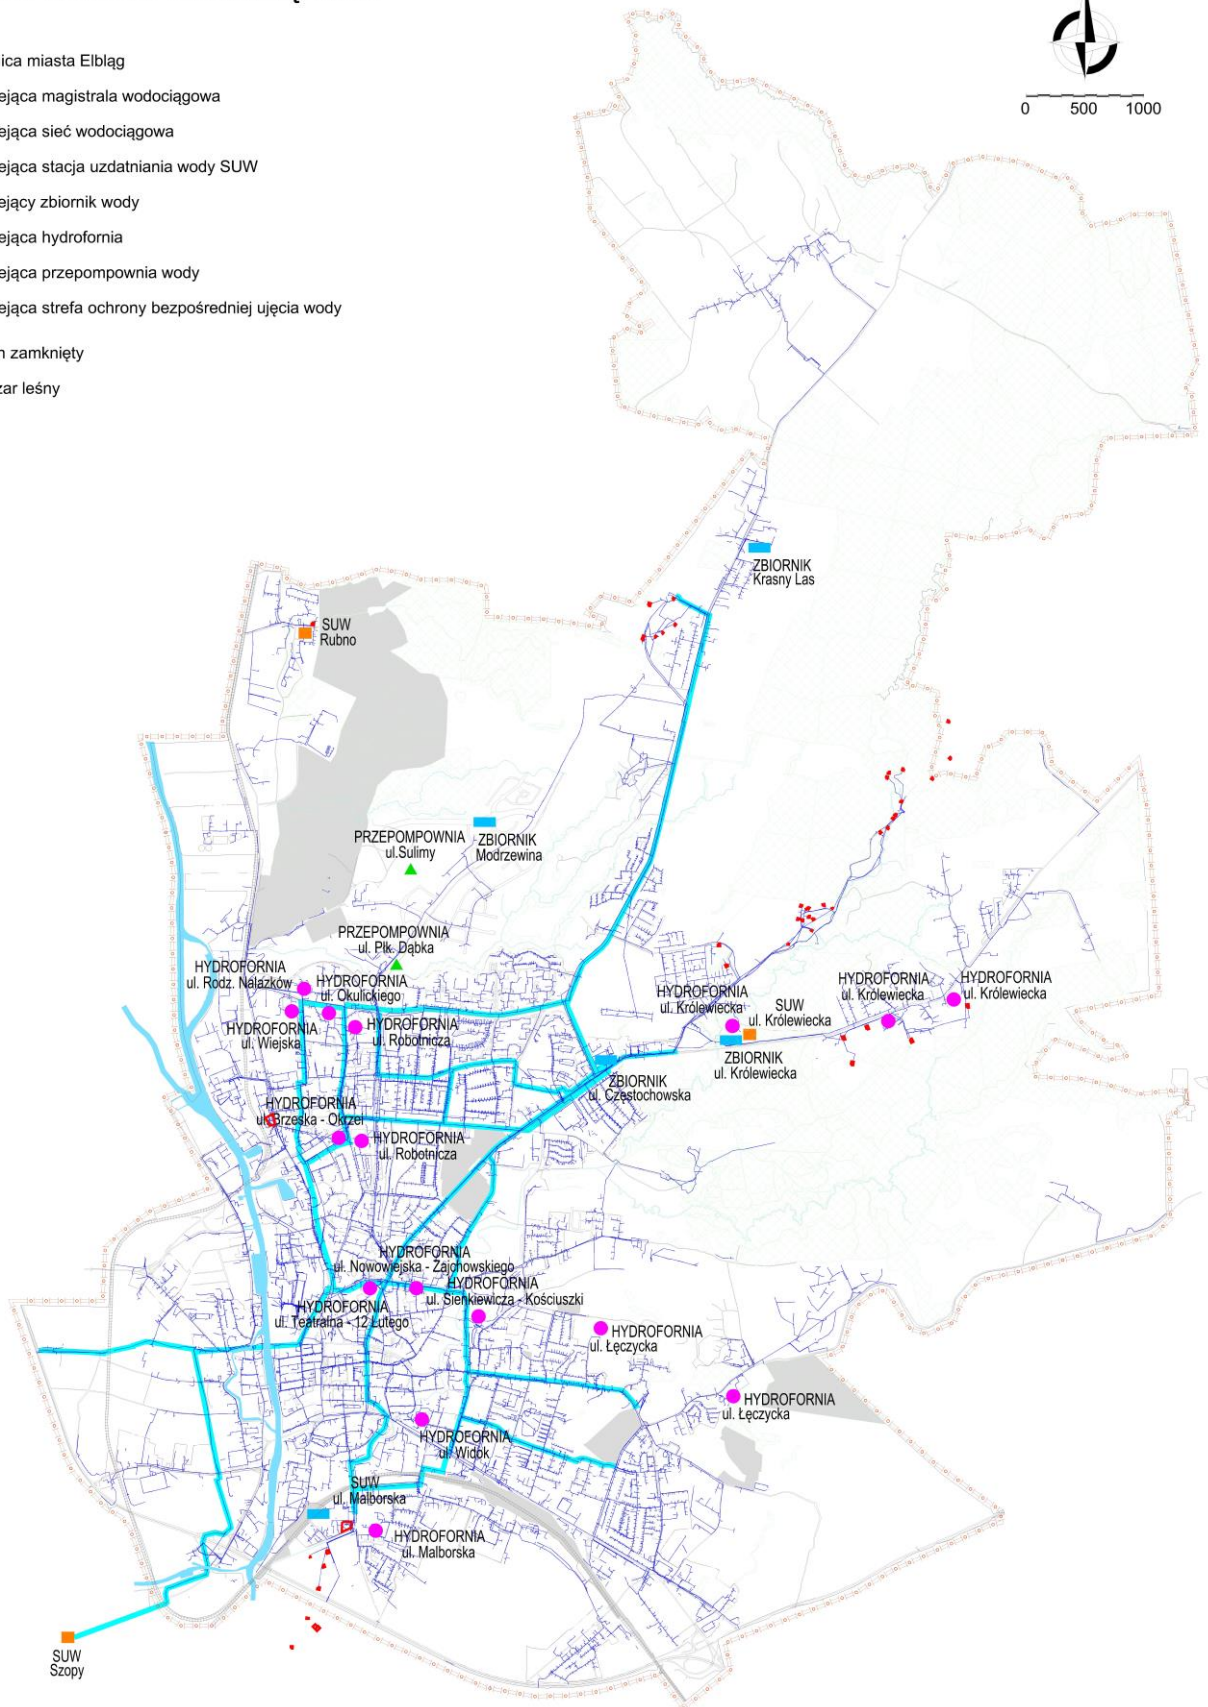 ica miasta Elbląg
ejąca magistrala wodociągowa
ejąca sieć wodociągowa
ejąca stacja uzdatniania wody SUW
ejący zbiornik wody
ejąca hydrofornia
ejąca przepompownia wody
ejąca strefa ochrony bezpośredniej ujęcia wody
n zamknięty
zar leśny
0 500 1000
ZBIORNIK
Krasny Las
SUW
Rubno
PRZEPOMPOWNIA
ul.Sulimy
ZBIORNIK
Modrzewina
PRZEPOMPOWNIA
ul. Płk. Dąbka
HYDROFORNIA
ul. Rodz. Nalazków
HYDROFORNIA
ul. Okulickiego
HYDROFORNIA
ul. Wiejska
HYDROFORNIA
ul. Robotnicza
HYDROFORNIA
ul. Królewiecka
SUW
ul. Królewiecka
HYDROFORNIA
ul. Królewiecka
HYDROFORNIA
ul. Królewiecka
ZBIORNIK
ul. Królewiecka
ZBIORNIK
ul. Częstochowska
HYDROFORNIA
ul. Brzeska - Okrzei
HYDROFORNIA
ul. Robotnicza
HYDROFORNIA
ul. Nowowiejska - Zajchowskiego
HYDROFORNIA
ul. Sienkiewicza - Kościuszki
HYDROFORNIA
ul. Teatralna - 12 Lutego
HYDROFORNIA
ul. Łęczycka
HYDROFORNIA
ul. Łęczycka
HYDROFORNIA
ul. Widok
SUW
ul. Malborska
HYDROFORNIA
ul. Malborska
SUW
Szopy